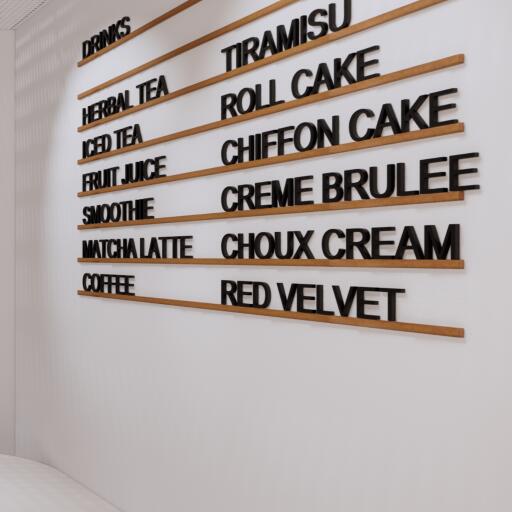 DRINKS
HERBAL TEA
ICED TEA
FRUIT JUICE
SMOOTHIE
MATCHA LATTE
COFFEE
TIRAMISU
ROLL CAKE
CHIFFON CAKE
CREME BRULEE
CHOUX CREAM
RED VELVET